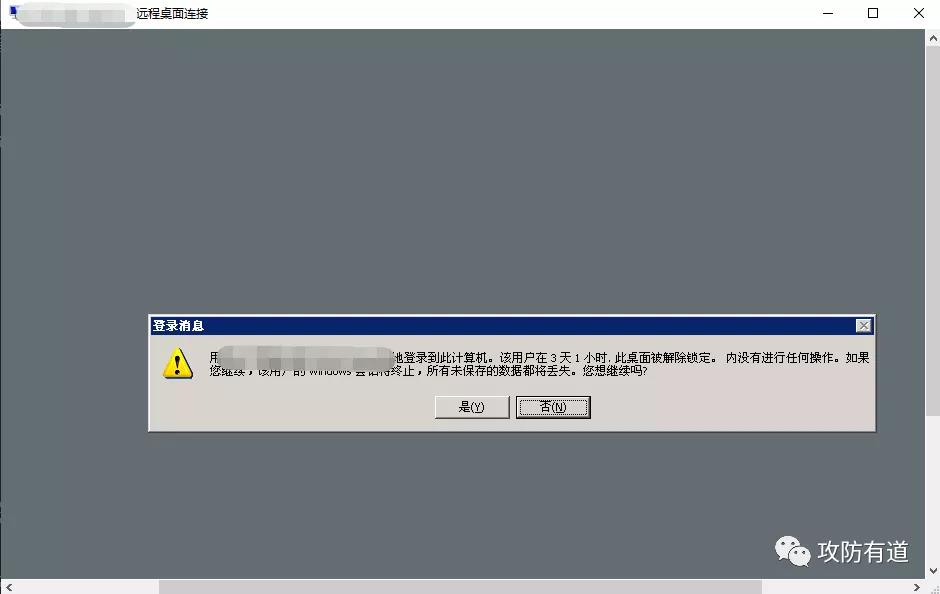 远程桌面连接
登录消息
用 地登录到此计算机。该用户在 3 天 1 小时. 此桌面被解除锁定。 内没有进行任何操作。如果
您继续，该用户的 Windows 会话将终止，所有未保存的数据都将丢失。您想继续吗?
是(Y)
否(N)
攻防有道